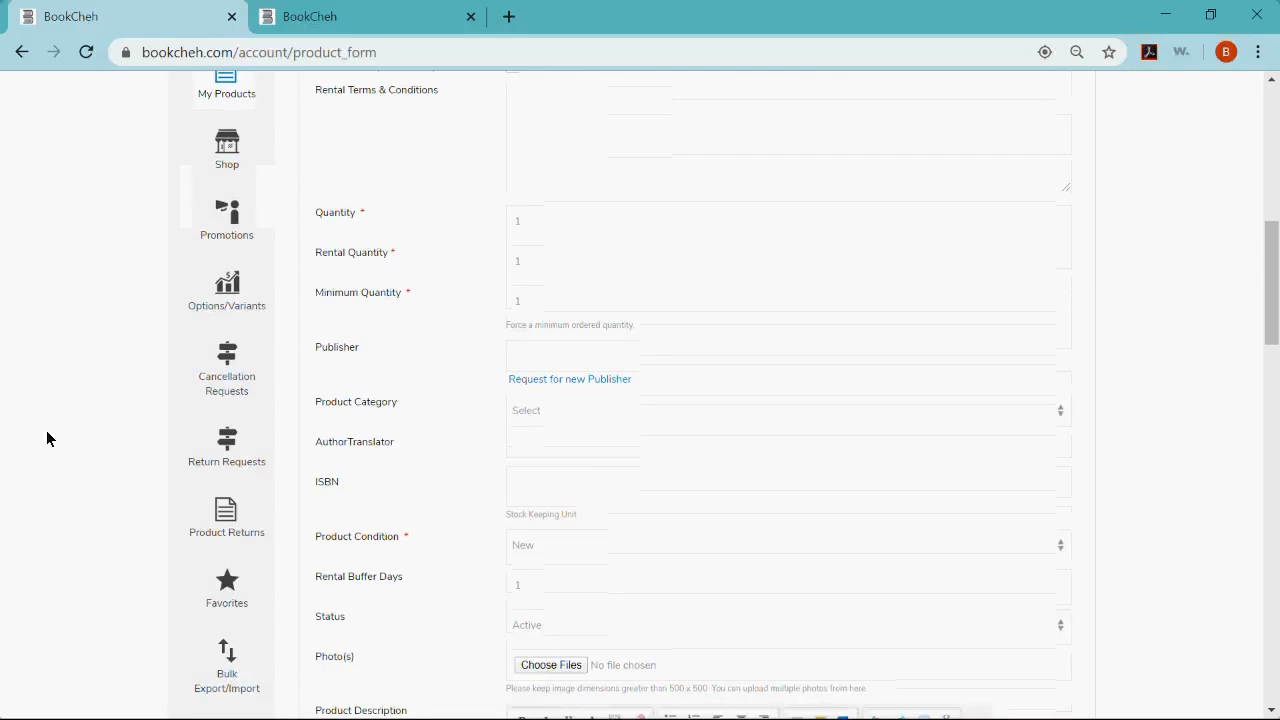 BookCheh
BookCheh
bookcheh.com/account/product_form
W.
B
My Products
Shop
Promotions
Options/Variants
Cancellation
Requests
Return Requests
Product Returns
Favorites
Bulk
Export/Import
Rental Terms & Conditions
Quantity *
1
Rental Quantity *
1
Minimum Quantity *
1
Force a minimum ordered quantity.
Publisher
Request for new Publisher
Product Category
Select
AuthorTranslator
ISBN
Stock Keeping Unit
Product Condition *
New
Rental Buffer Days
1
Status
Active
Photo(s)
Choose Files No file chosen
Please keep image dimensions greater than 500 x 500. You can upload multiple photos from here.
Product Description